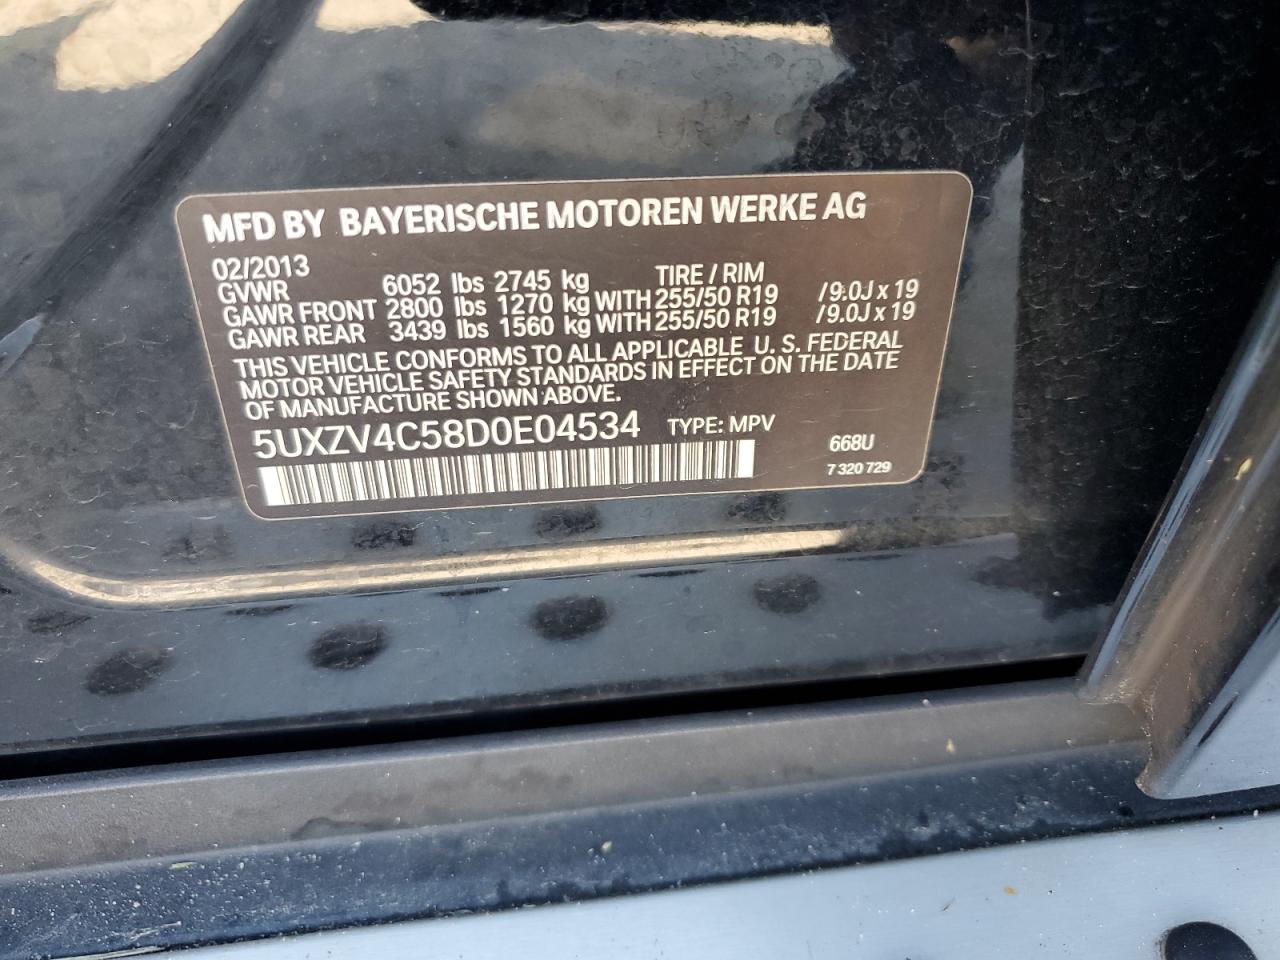 MFD BY BAYERISCHE MOTOREN WERKE AG
02/2013
GVWR 6052 lbs 2745 kg TIRE / RIM
GAWR FRONT 2800 lbs 1270 kg WITH 255/50 R19 /9.0J x 19
GAWR REAR 3439 lbs 1560 kg WITH 255/50 R19 /9.0J x 19
THIS VEHICLE CONFORMS TO ALL APPLICABLE U. S. FEDERAL
MOTOR VEHICLE SAFETY STANDARDS IN EFFECT ON THE DATE
OF MANUFACTURE SHOWN ABOVE.
5UXZV4C58D0E04534 TYPE: MPV
668U
7 320 729